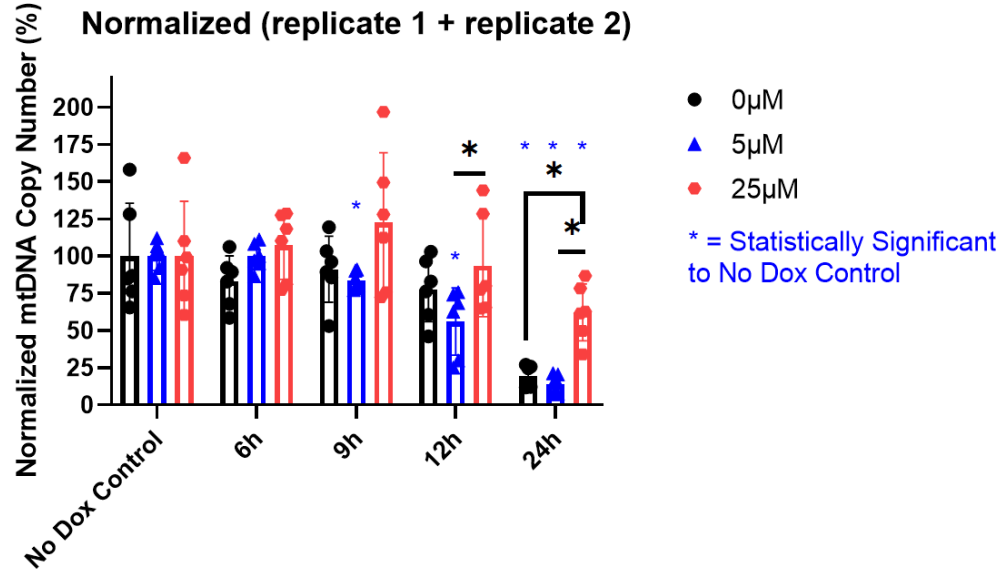 Normalized (replicate 1 + replicate 2)
Normalized mtDNA Copy Number (%)
200
175
150
125
100
75
50
25
0
No Dox Control
6h
9h
12h
24h
*
*
*
*
* * *
*
*
0µM
5µM
25µM
* = Statistically Significant
to No Dox Control